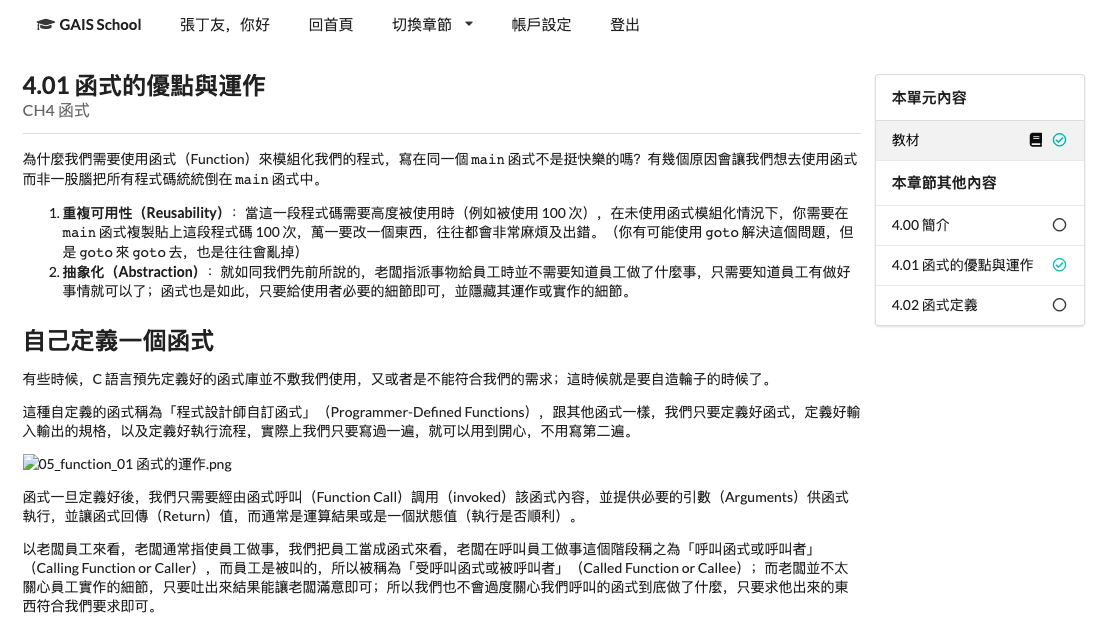 GAIS School 張丁友，你好 回首頁 切換章節 帳戶設定 登出
4.01 函式的優點與運作
CH4 函式
為什麼我們需要使用函式（Function）來模組化我們的程式，寫在同一個 main 函式不是挺快樂的嗎？有幾個原因會讓我們想去使用函式
而非一股腦把所有程式碼統統倒在 main 函式中。
1. 重複可用性（Reusability）：當這一段程式碼需要高度被使用時（例如被使用 100 次），在未使用函式模組化情況下，你需要在
main 函式複製貼上這段程式碼 100 次，萬一要改一個東西，往往都會非常麻煩及出錯。（你有可能使用 goto 解決這個問題，但
是 goto 來 goto 去，也是往往會亂掉）
2. 抽象化（Abstraction）：就如同我們先前所說的，老闆指派事物給員工時並不需要知道員工做了什麼事，只需要知道員工有做好
事情就可以了；函式也是如此，只要給使用者必要的細節即可，並隱藏其運作或實作的細節。
自己定義一個函式
有些時候，C 語言預先定義好的函式庫並不敷我們使用，又或者是不能符合我們的需求；這時候就是要自造輪子的時候了。
這種自定義的函式稱為「程式設計師自訂函式」（Programmer-Defined Functions），跟其他函式一樣，我們只要定義好函式，定義好輸
入輸出的規格，以及定義好執行流程，實際上我們只要寫過一遍，就可以用到開心，不用寫第二遍。
05_function_01 函式的運作.png
函式一旦定義好後，我們只需要經由函式呼叫（Function Call）調用（invoked）該函式內容，並提供必要的引數（Arguments）供函式
執行，並讓函式回傳（Return）值，而通常是運算結果或是一個狀態值（執行是否順利）。
以老闆員工來看，老闆通常指使員工做事，我們把員工當成函式來看，老闆在呼叫員工做事這個階段稱之為「呼叫函式或呼叫者」
（Calling Function or Caller），而員工是被叫的，所以被稱為「受呼叫函式或被呼叫者」（Called Function or Callee）；而老闆並不太
關心員工實作的細節，只要吐出來結果能讓老闆滿意即可；所以我們也不會過度關心我們呼叫的函式到底做了什麼，只要求他出來的東
西符合我們要求即可。
本單元內容
教材
本章節其他內容
4.00 簡介
4.01 函式的優點與運作
4.02 函式定義